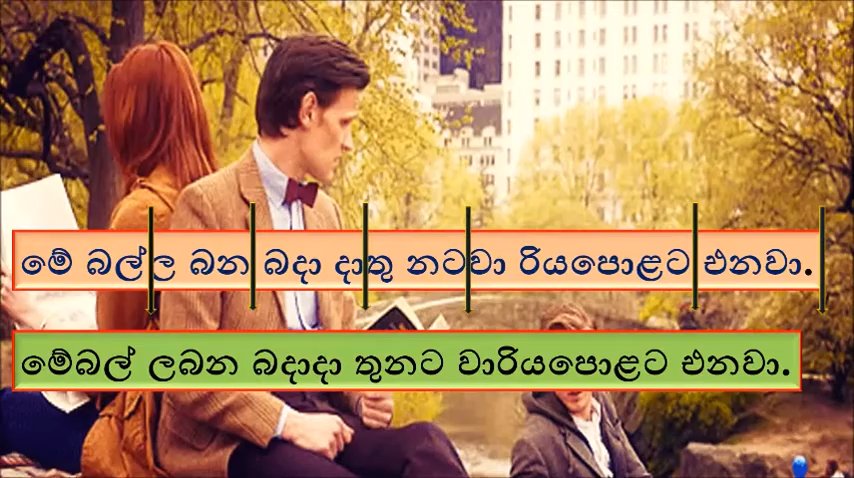 මේ බල්ල බන බදා දාතු නටවා රියපොළට එනවා.
මේබල් ලබන බදාදා තුනට වාරියපොළට එනවා.